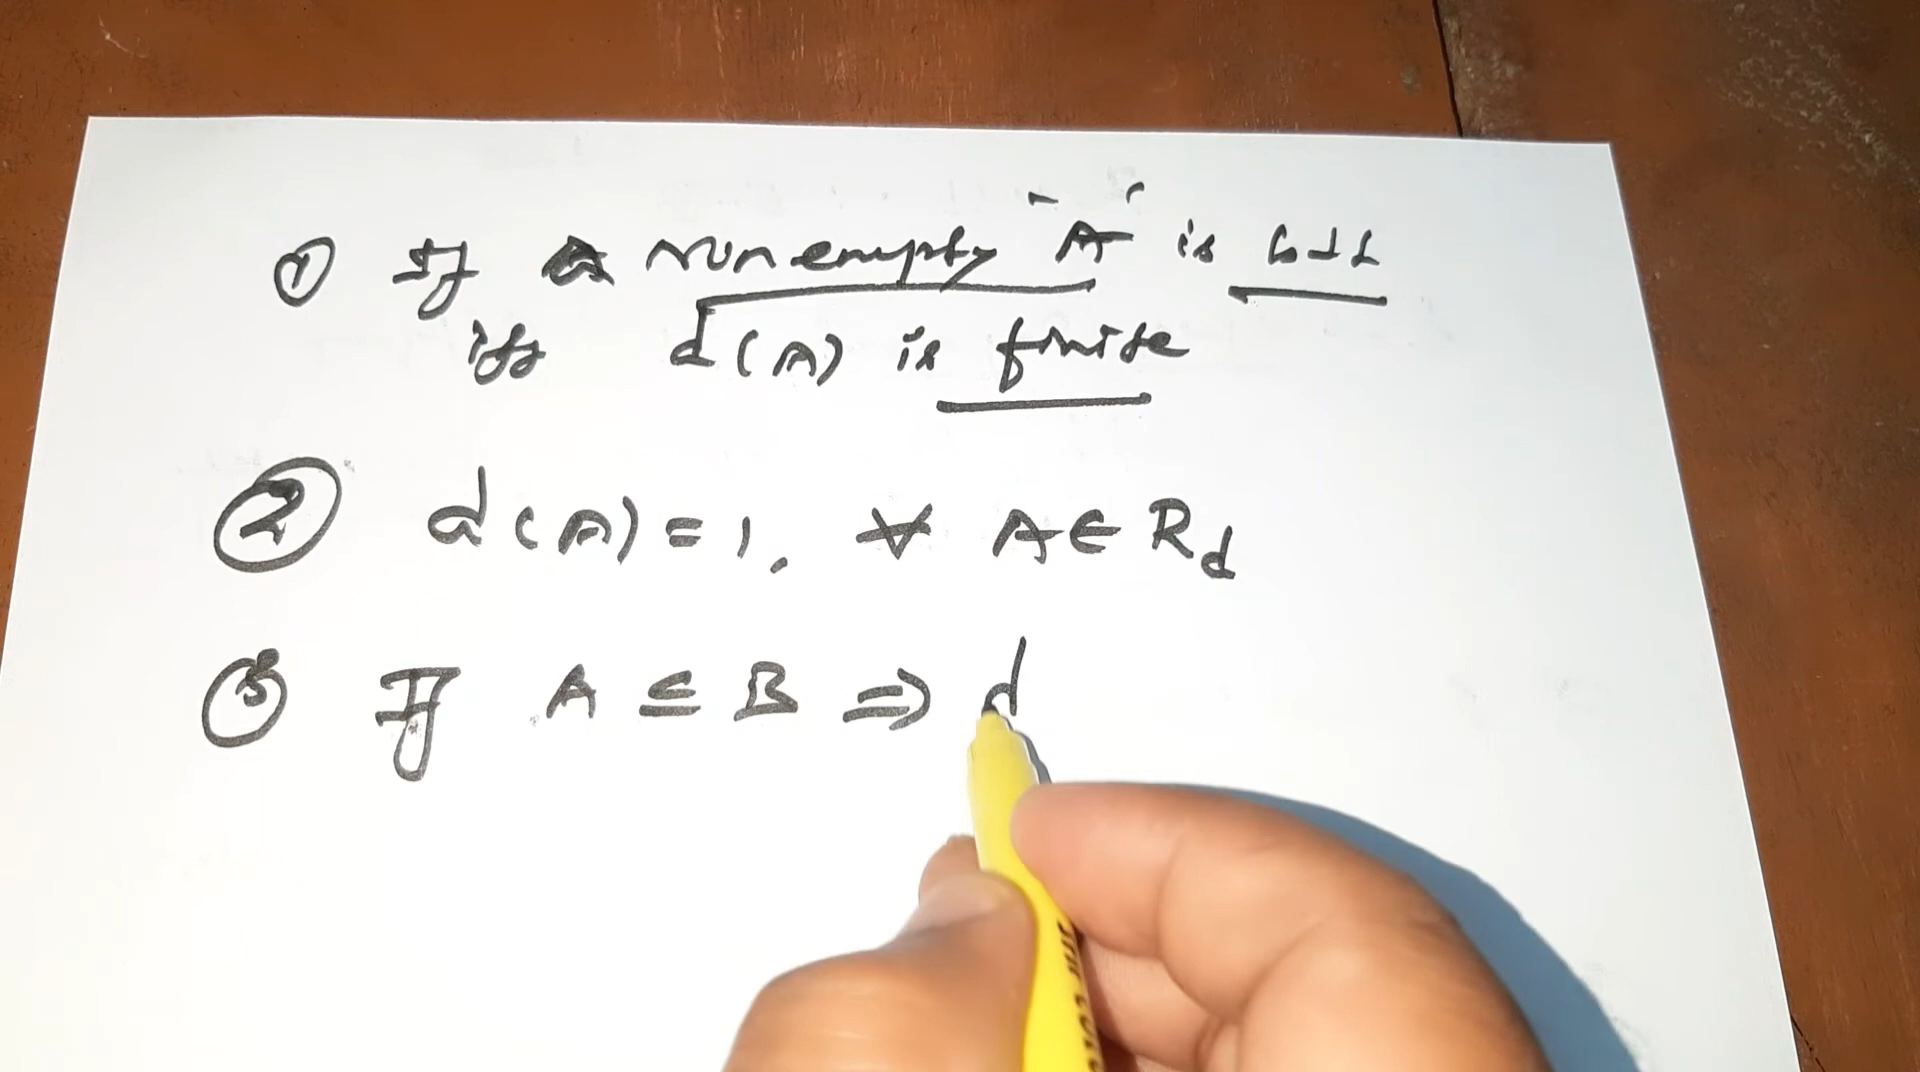 ① If a nonempty "A" is bdd
iff d(A) is finite
② d(A) = 1, ∀ A ∈ R_d
③ If A ⊆ B ⇒ d